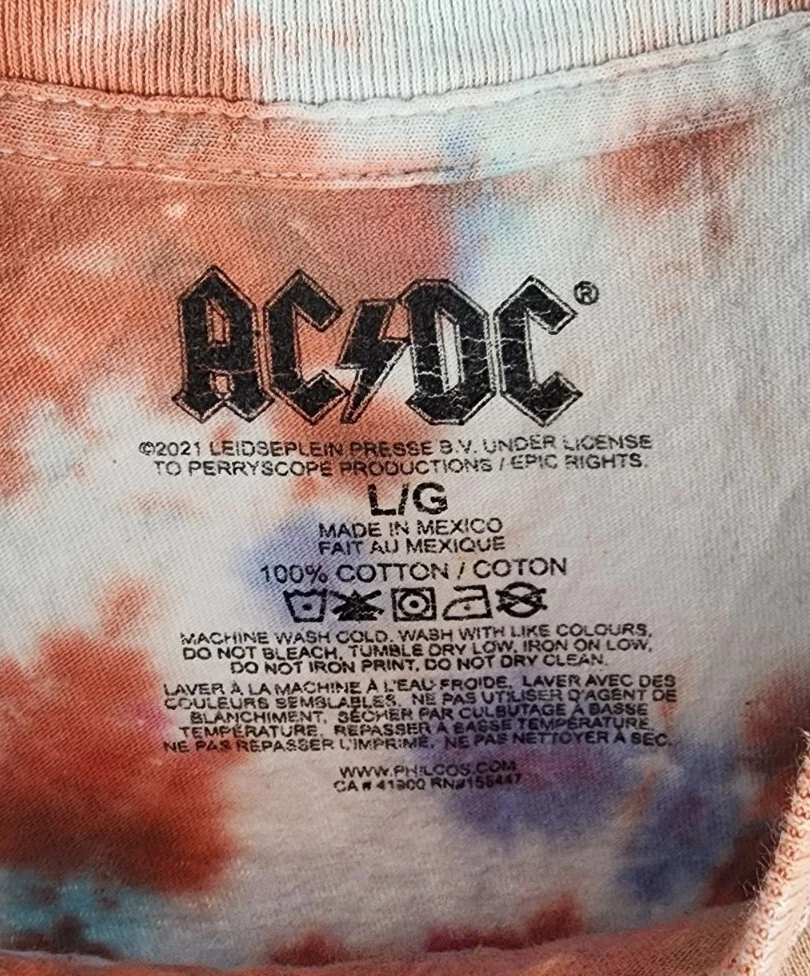 AC⚡DC®
©2021 LEIDSEPLEIN PRESSE B.V. UNDER LICENSE
TO PERRYSCOPE PRODUCTIONS / EPIC RIGHTS.
L/G
MADE IN MEXICO
FAIT AU MEXIQUE
100% COTTON / COTON
MACHINE WASH COLD. WASH WITH LIKE COLOURS,
DO NOT BLEACH, TUMBLE DRY LOW, IRON ON LOW,
DO NOT IRON PRINT, DO NOT DRY CLEAN.
LAVER À LA MACHINE À L'EAU FROIDE, LAVER AVEC DES
COULEURS SEMBLABLES, NE PAS UTILISER D'AGENT DE
BLANCHIMENT, SÉCHER PAR CULBUTAGE À BASSE
TEMPÉRATURE, REPASSER À BASSE TEMPÉRATURE,
NE PAS REPASSER L'IMPRIMÉ, NE PAS NETTOYER À SEC.
WWW.PHILCOS.COM
CA # 41900 RN#156447